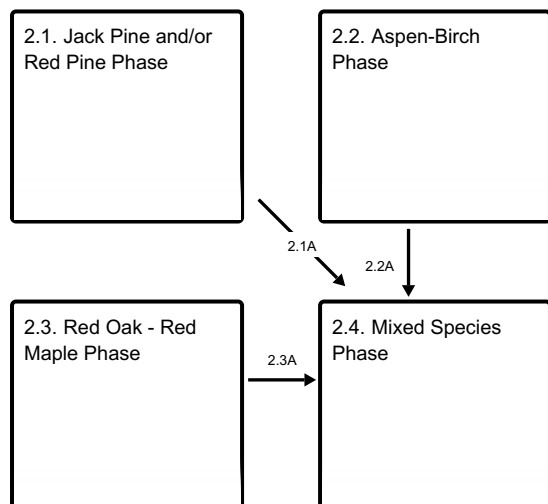 2.1. Jack Pine and/or
Red Pine Phase
2.2. Aspen-Birch
Phase
2.1A
2.2A
2.3. Red Oak - Red
Maple Phase
2.3A
2.4. Mixed Species
Phase